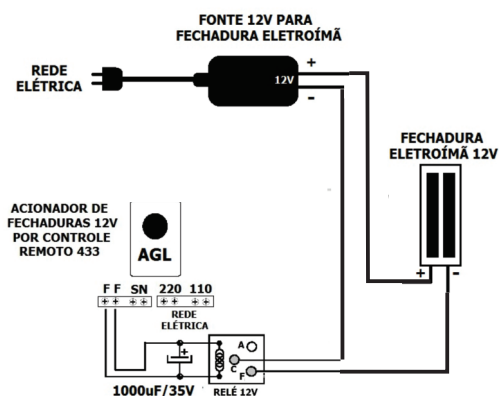 FONTE 12V PARA
FECHADURA ELETROÍMÃ
REDE
ELÉTRICA
12V
+
-
FECHADURA
ELETROÍMÃ 12V
+ -
ACIONADOR DE
FECHADURAS 12V
POR CONTROLE
REMOTO 433
AGL
F F SN 220 110
REDE
ELÉTRICA
+
A
C
F
1000uF/35V
RELÉ 12V